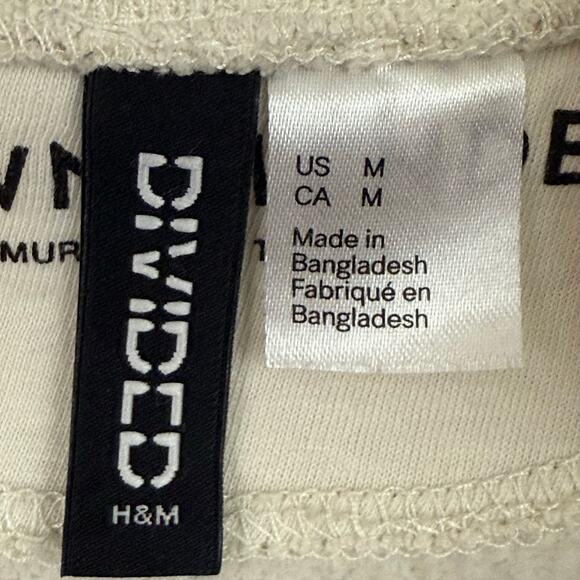 DIVIDED
H&M
US M
CA M
Made in
Bangladesh
Fabriqué en
Bangladesh